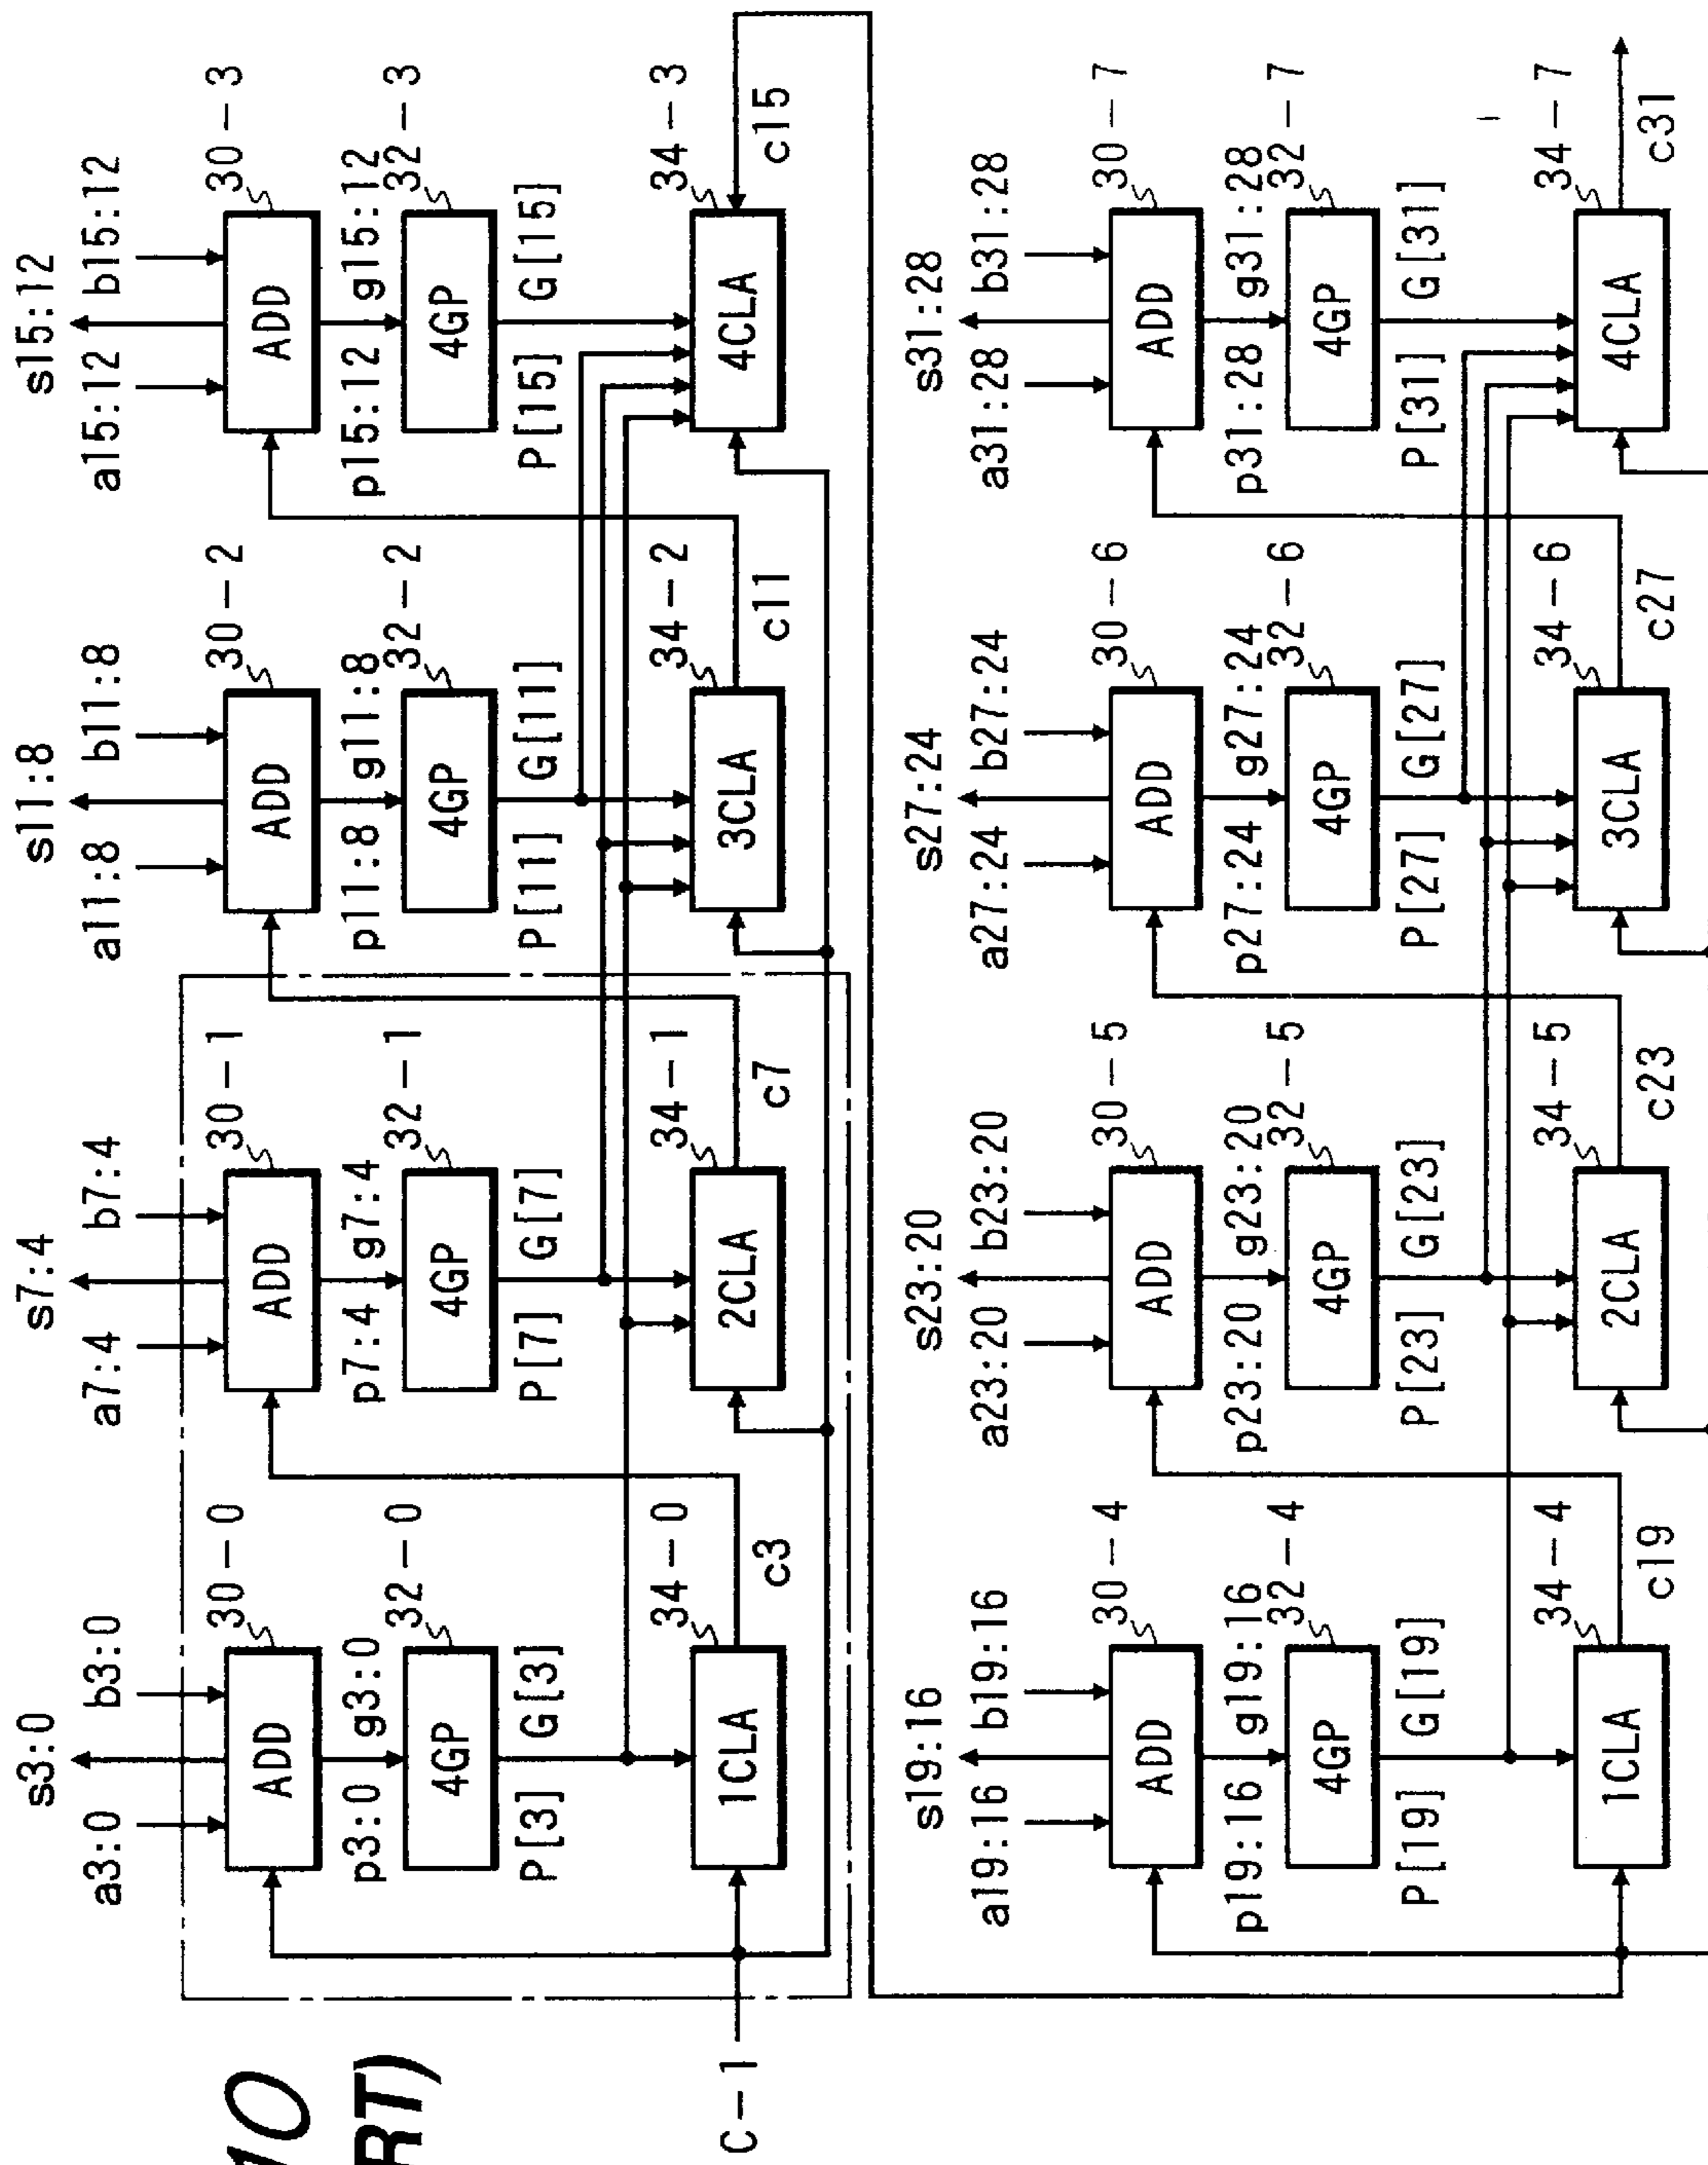 10
RT)
s3:0 s7:4 s11:8 s15:12
a3:0 b3:0 a7:4 b7:4 a11:8 b11:8 a15:12 b15:12
30-0 30-1 30-2 30-3
ADD ADD ADD ADD
p3:0 g3:0 p7:4 g7:4 p11:8 g11:8 p15:12 g15:12
32-0 32-1 32-2 32-3
4GP 4GP 4GP 4GP
P[3] G[3] P[7] G[7] P[11] G[11] P[15] G[15]
34-0 34-1 34-2 34-3
C-1 1CLA 2CLA 3CLA 4CLA
c3 c7 c11 c15
s19:16 s23:20 s27:24 s31:28
a19:16 b19:16 a23:20 b23:20 a27:24 b27:24 a31:28 b31:28
30-4 30-5 30-6 30-7
ADD ADD ADD ADD
p19:16 g19:16 p23:20 g23:20 p27:24 g27:24 p31:28 g31:28
32-4 32-5 32-6 32-7
4GP 4GP 4GP 4GP
P[19] G[19] P[23] G[23] P[27] G[27] P[31] G[31]
34-4 34-5 34-6 34-7
1CLA 2CLA 3CLA 4CLA
c19 c23 c27 c31